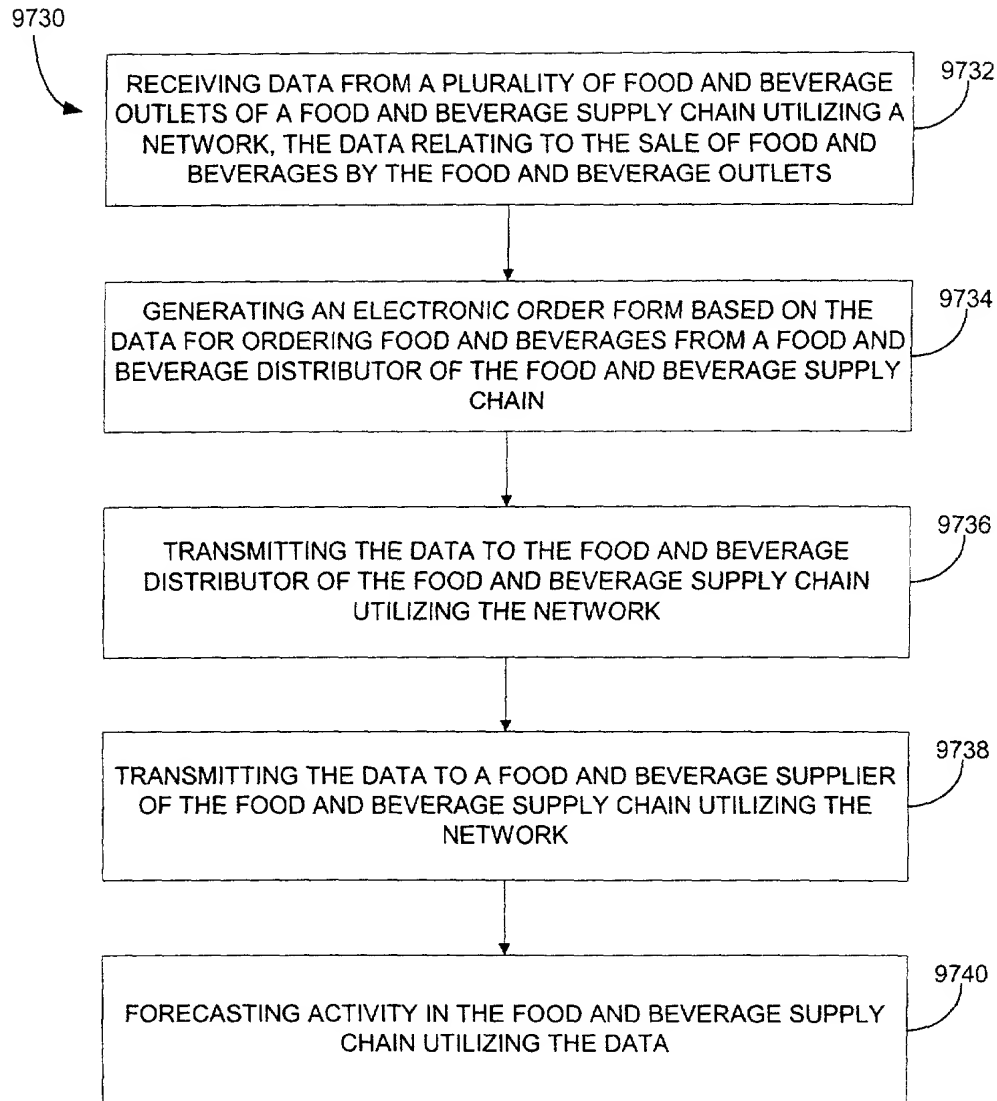 9730
RECEIVING DATA FROM A PLURALITY OF FOOD AND BEVERAGE
OUTLETS OF A FOOD AND BEVERAGE SUPPLY CHAIN UTILIZING A
NETWORK, THE DATA RELATING TO THE SALE OF FOOD AND
BEVERAGES BY THE FOOD AND BEVERAGE OUTLETS
9732
GENERATING AN ELECTRONIC ORDER FORM BASED ON THE
DATA FOR ORDERING FOOD AND BEVERAGES FROM A FOOD AND
BEVERAGE DISTRIBUTOR OF THE FOOD AND BEVERAGE SUPPLY
CHAIN
9734
TRANSMITTING THE DATA TO THE FOOD AND BEVERAGE
DISTRIBUTOR OF THE FOOD AND BEVERAGE SUPPLY CHAIN
UTILIZING THE NETWORK
9736
TRANSMITTING THE DATA TO A FOOD AND BEVERAGE SUPPLIER
OF THE FOOD AND BEVERAGE SUPPLY CHAIN UTILIZING THE
NETWORK
9738
FORECASTING ACTIVITY IN THE FOOD AND BEVERAGE SUPPLY
CHAIN UTILIZING THE DATA
9740